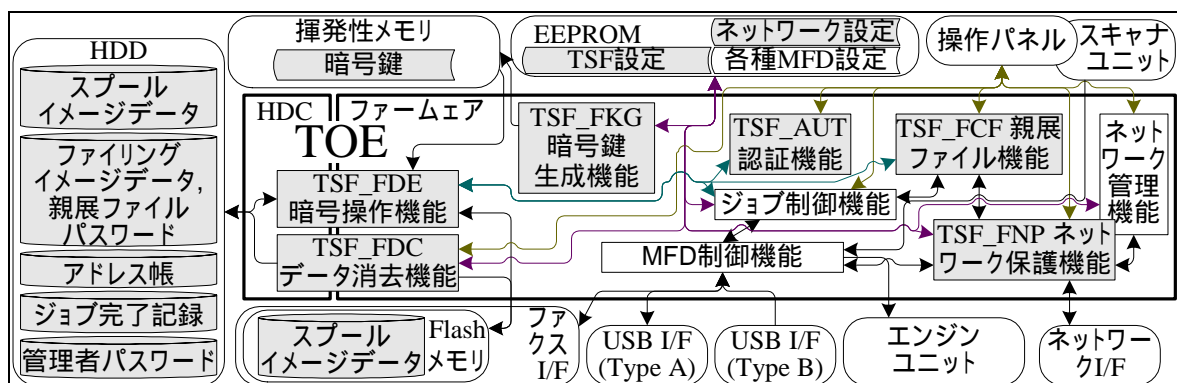 HDD
スプール
イメージデータ
ファイリング
イメージデータ,
親展ファイル
パスワード
アドレス帳
ジョブ完了記録
管理者パスワード
揮発性メモリ
暗号鍵
EEPROM
ネットワーク設定
TSF設定
各種MFD設定
操作パネル
スキャナ
ユニット
HDC
ファームェア
TOE
TSF_FKG
暗号鍵
生成機能
TSF_AUT
認証機能
TSF_FCF 親展
ファイル機能
ネット
ワーク
管理
機能
TSF_FDE
暗号操作機能
ジョブ制御機能
TSF_FDC
データ消去機能
MFD制御機能
TSF_FNP ネット
ワーク保護機能
スプール
イメージデータ
Flash
メモリ
ファ
クス
I/F
USB I/F
(Type A)
USB I/F
(Type B)
エンジン
ユニット
ネットワー
クI/F